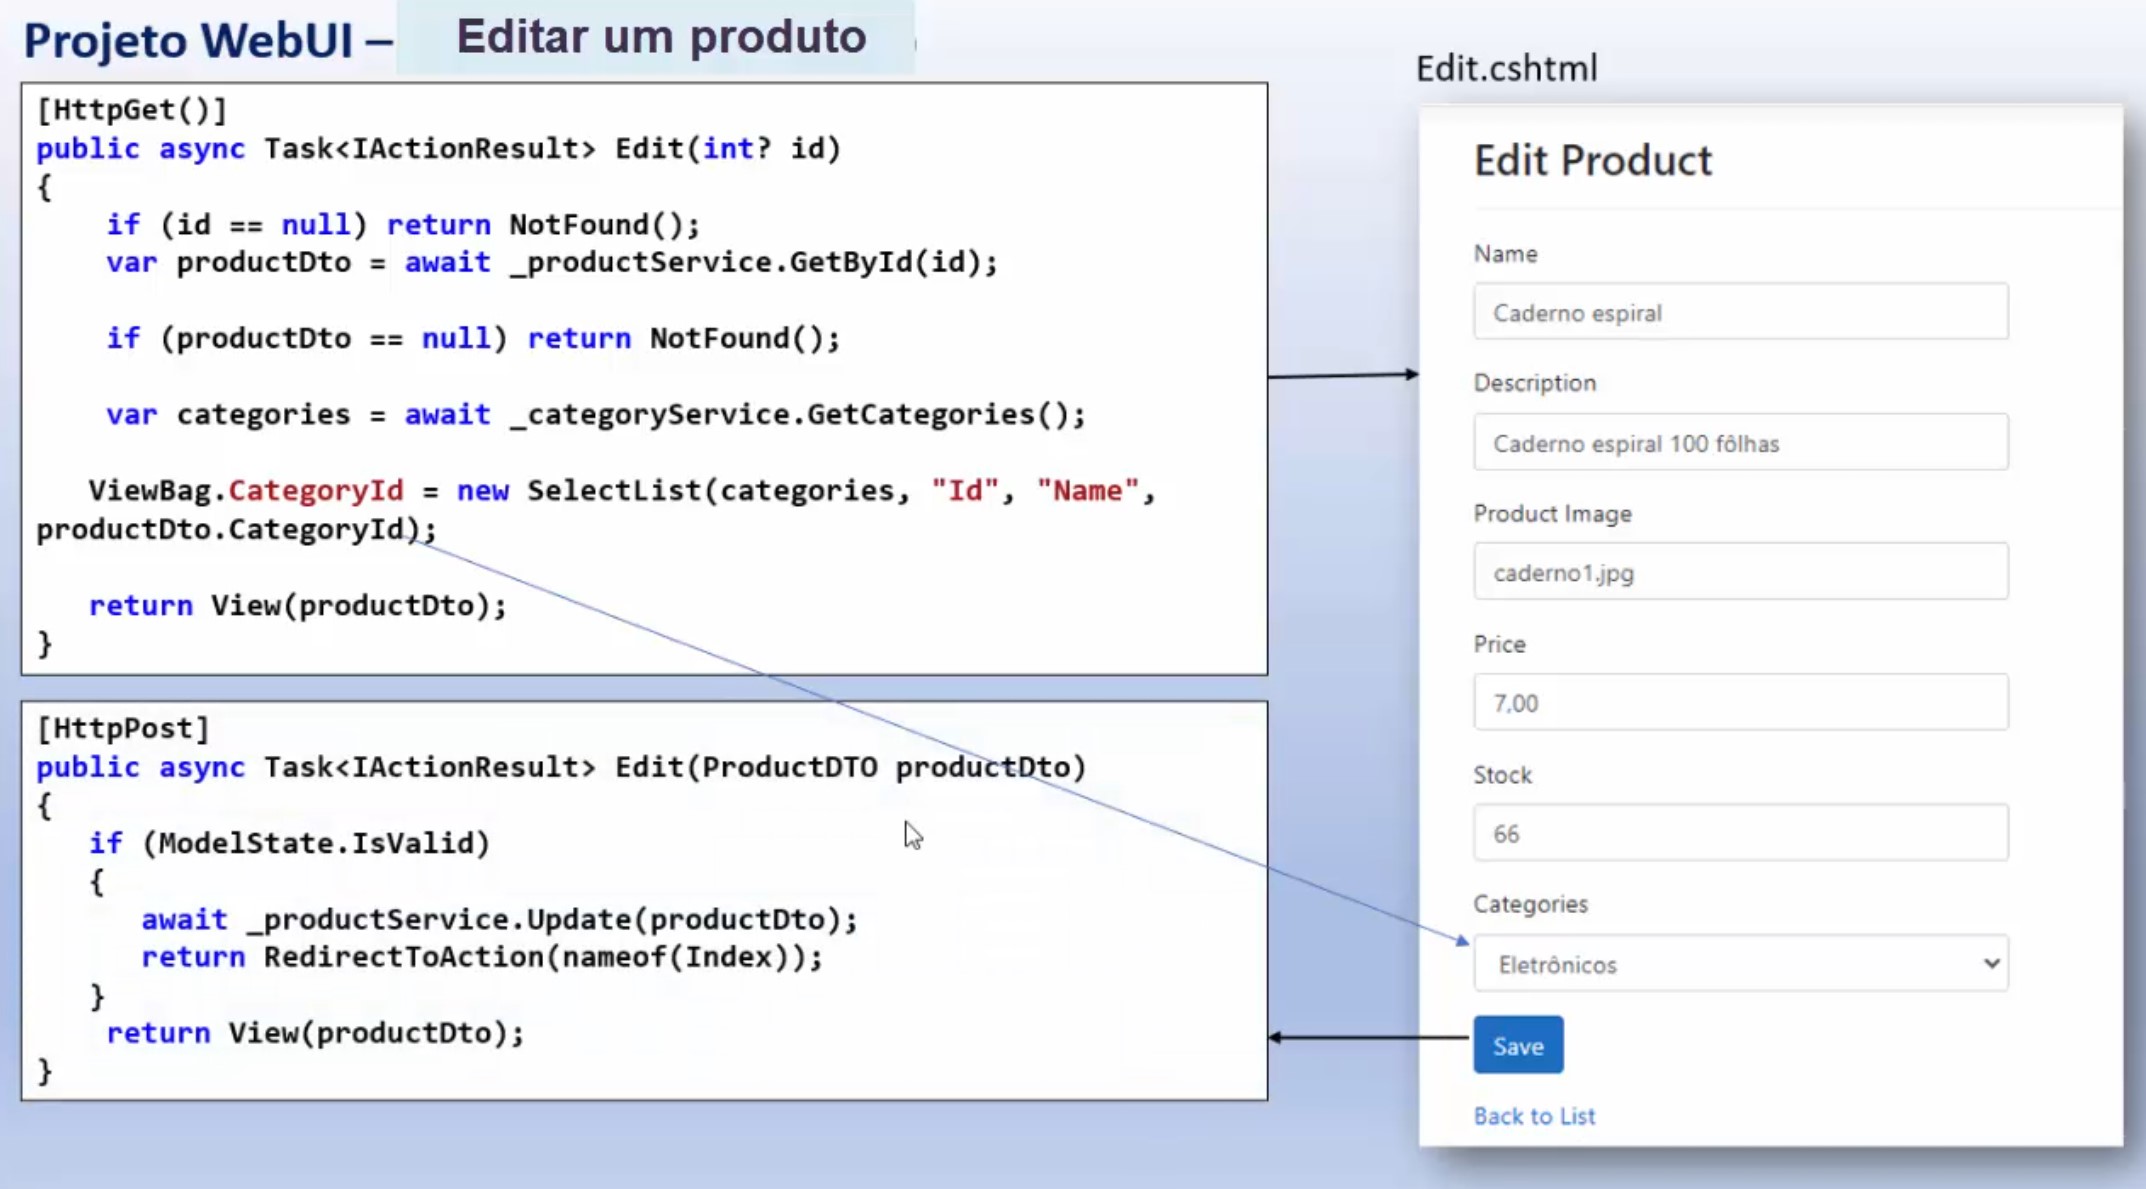 Projeto WebUI – Editar um produto
[HttpGet()]
public async Task<IActionResult> Edit(int? id)
{
if (id == null) return NotFound();
var productDto = await _productService.GetById(id);
if (productDto == null) return NotFound();
var categories = await _categoryService.GetCategories();
ViewBag.CategoryId = new SelectList(categories, "Id", "Name",
productDto.CategoryId);
return View(productDto);
}
[HttpPost]
public async Task<IActionResult> Edit(ProductDTO productDto)
{
if (ModelState.IsValid)
{
await _productService.Update(productDto);
return RedirectToAction(nameof(Index));
}
return View(productDto);
}
Edit.cshtml
Edit Product
Name
Caderno espiral
Description
Caderno espiral 100 fôlhas
Product Image
caderno1.jpg
Price
7,00
Stock
66
Categories
Eletrônicos
Save
Back to List